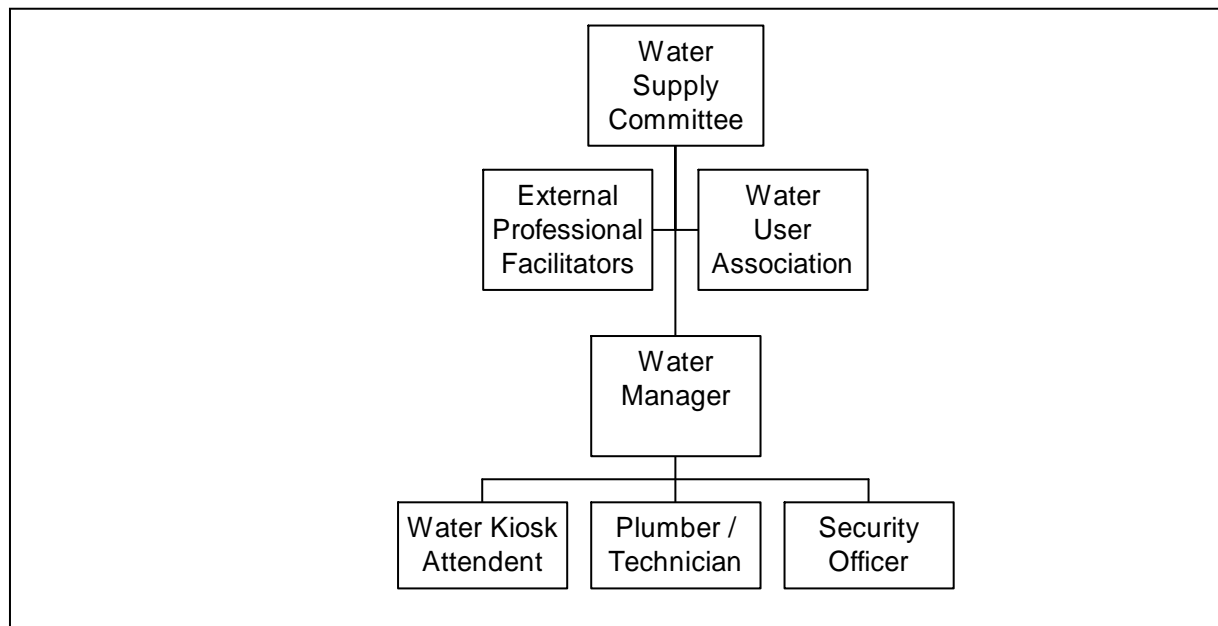 Water
Supply
Committee
External
Professional
Facilitators
Water
User
Association
Water
Manager
Water Kiosk
Attendent
Plumber /
Technician
Security
Officer